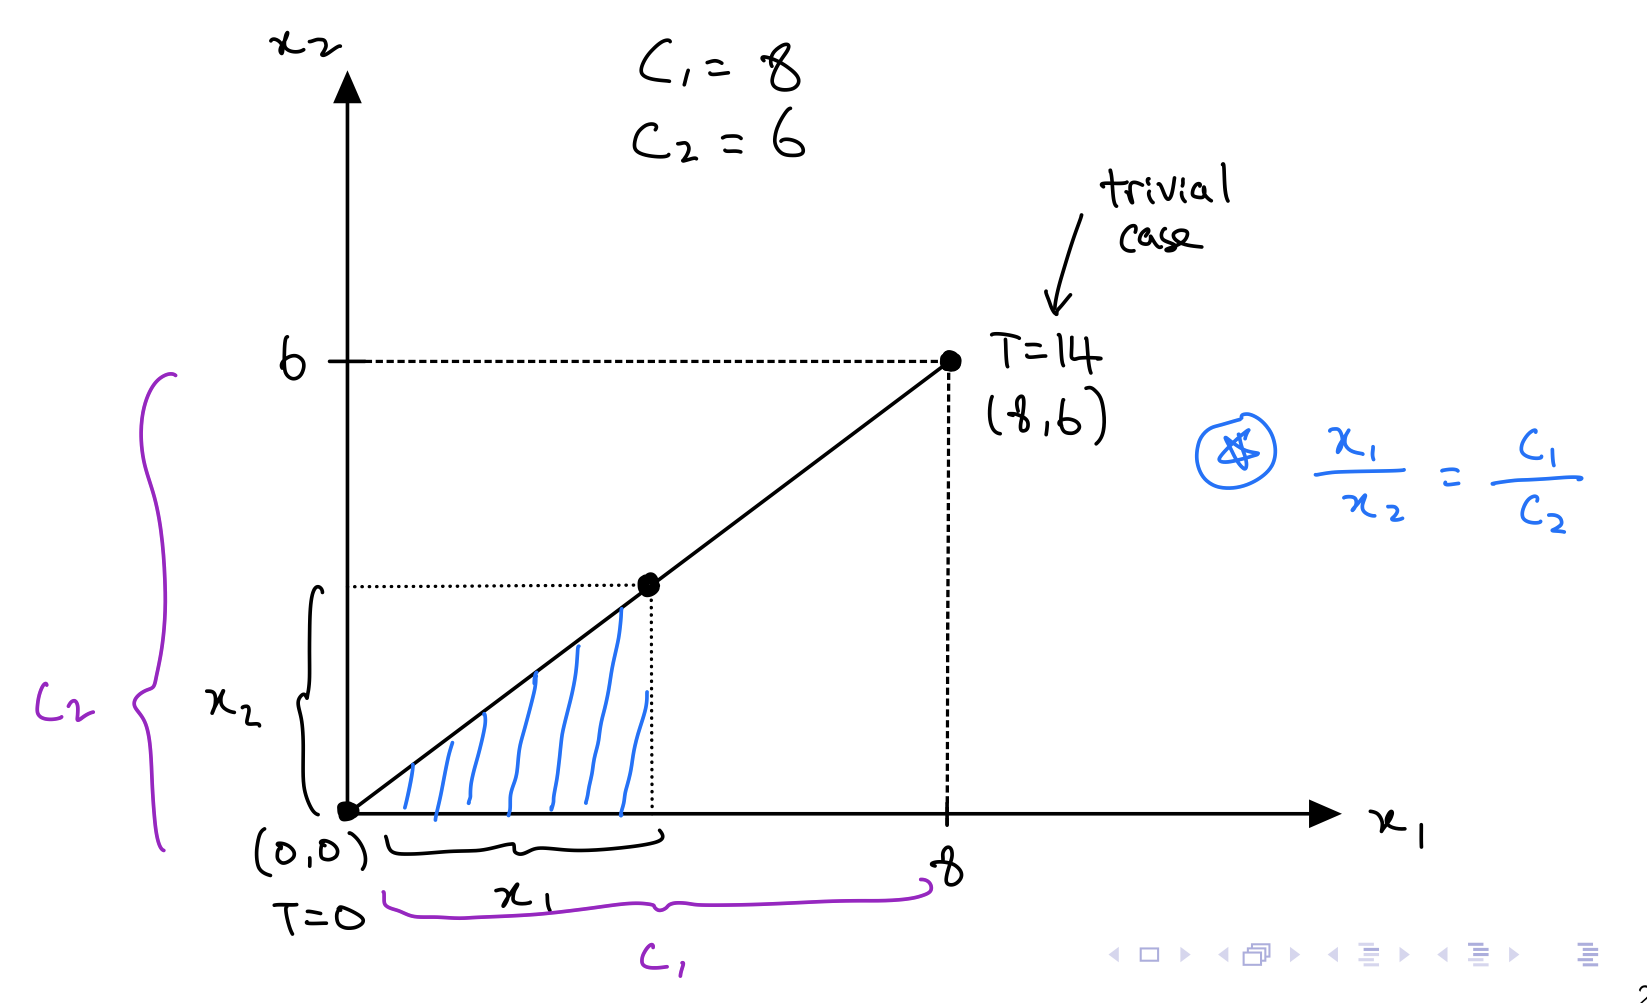 x₂
C₁ = 8
C₂ = 6
trivial
case
6
T=14
(8,6)
x₁/x₂ = C₁/C₂
C₂
x₂
x₁
(0,0)
8
x₁
T=0
C₁
2